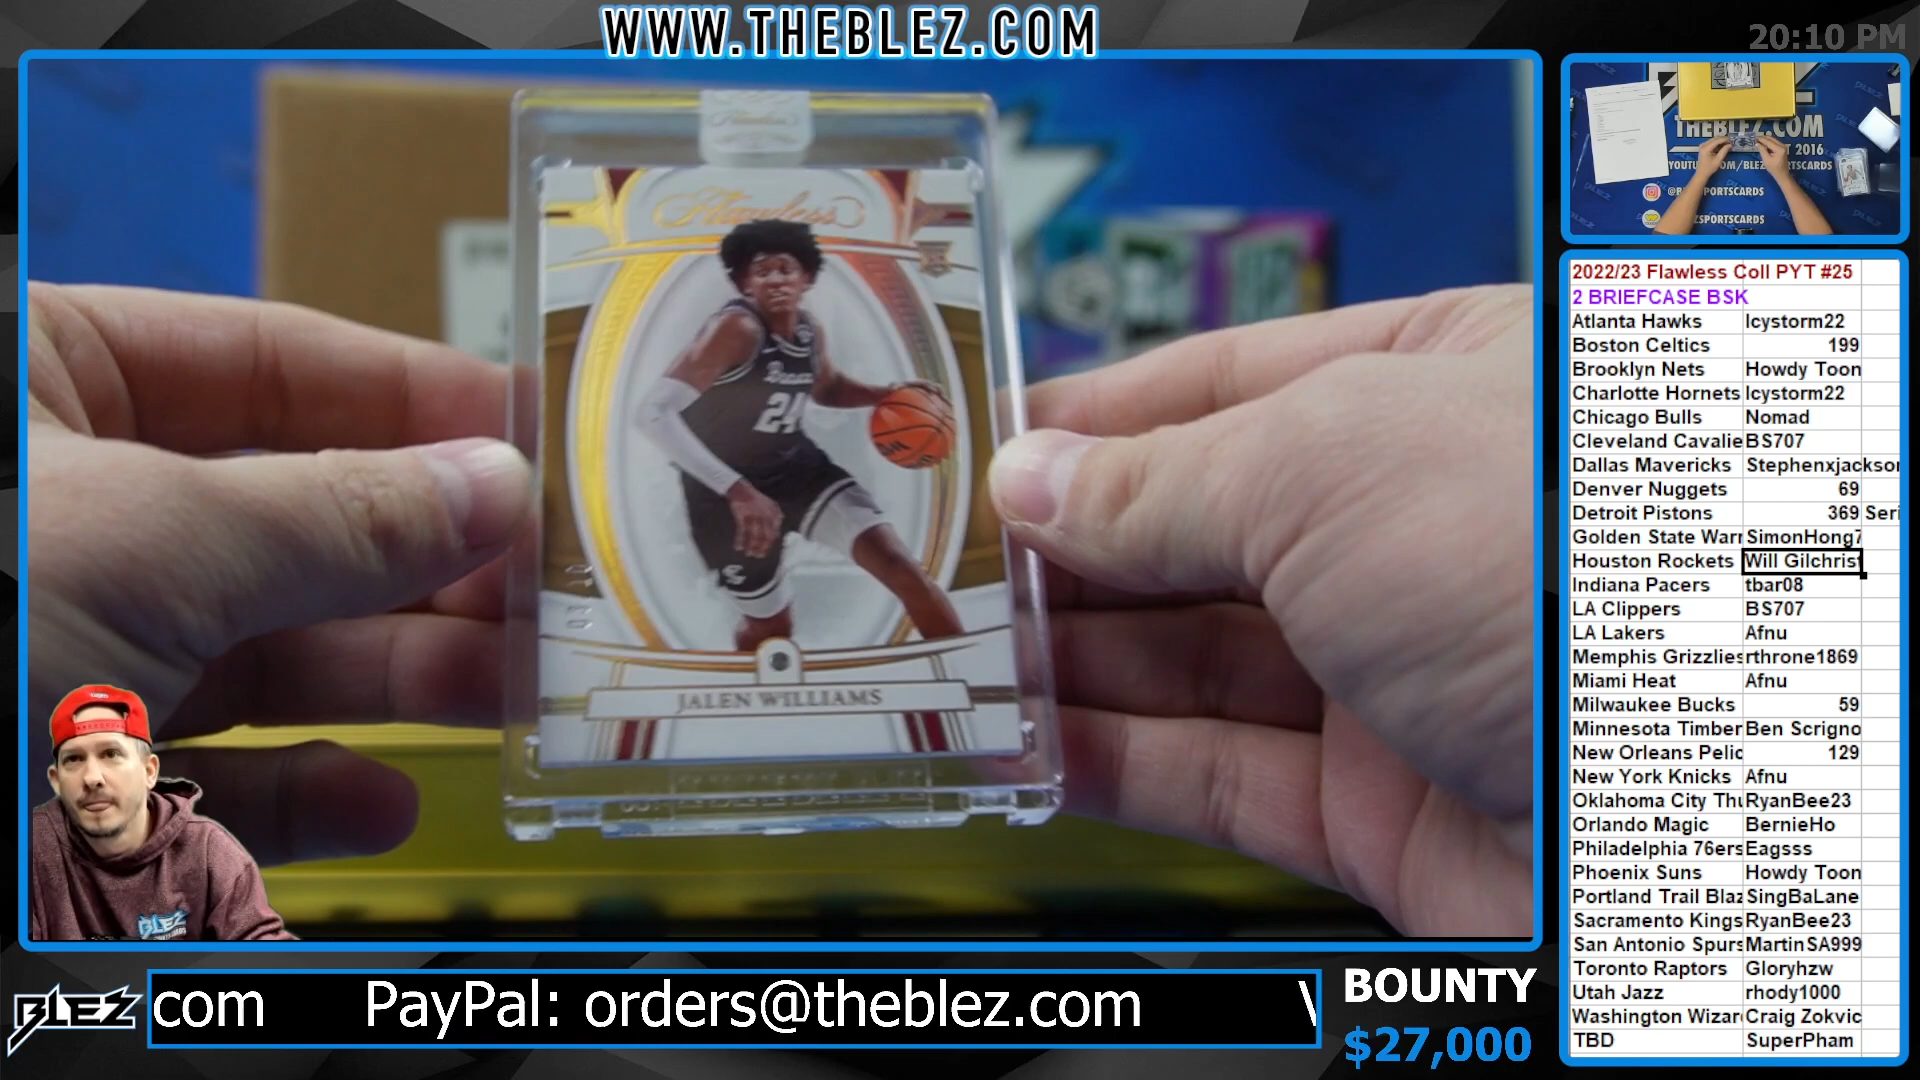 WWW.THEBLEZ.COM
20:10 PM
Flawless
24
JALEN WILLIAMS
THEBLEZ.COM
2016
2022/23 Flawless Coll PYT #25
2 BRIEFCASE BSK
Atlanta Hawks Icystorm22
Boston Celtics 199
Brooklyn Nets Howdy Toon
Charlotte Hornets Icystorm22
Chicago Bulls Nomad
Cleveland Cavalie BS707
Dallas Mavericks Stephenxjackson
Denver Nuggets 69
Detroit Pistons 369 Seri
Golden State Warr SimonHong7
Houston Rockets Will Gilchrist
Indiana Pacers tbar08
LA Clippers BS707
LA Lakers Afnu
Memphis Grizzlies rthrone1869
Miami Heat Afnu
Milwaukee Bucks 59
Minnesota Timber Ben Scrigno
New Orleans Pelic 129
New York Knicks Afnu
Oklahoma City Thu RyanBee23
Orlando Magic BernieHo
Philadelphia 76ers Eagsss
Phoenix Suns Howdy Toon
Portland Trail Blaz SingBaLane
Sacramento Kings RyanBee23
San Antonio Spurs MartinSA999
Toronto Raptors Gloryhzw
Utah Jazz rhody1000
Washington Wizar Craig Zokvic
TBD SuperPham
BLEZ
BLEZ
com PayPal: orders@theblez.com
BOUNTY
$27,000